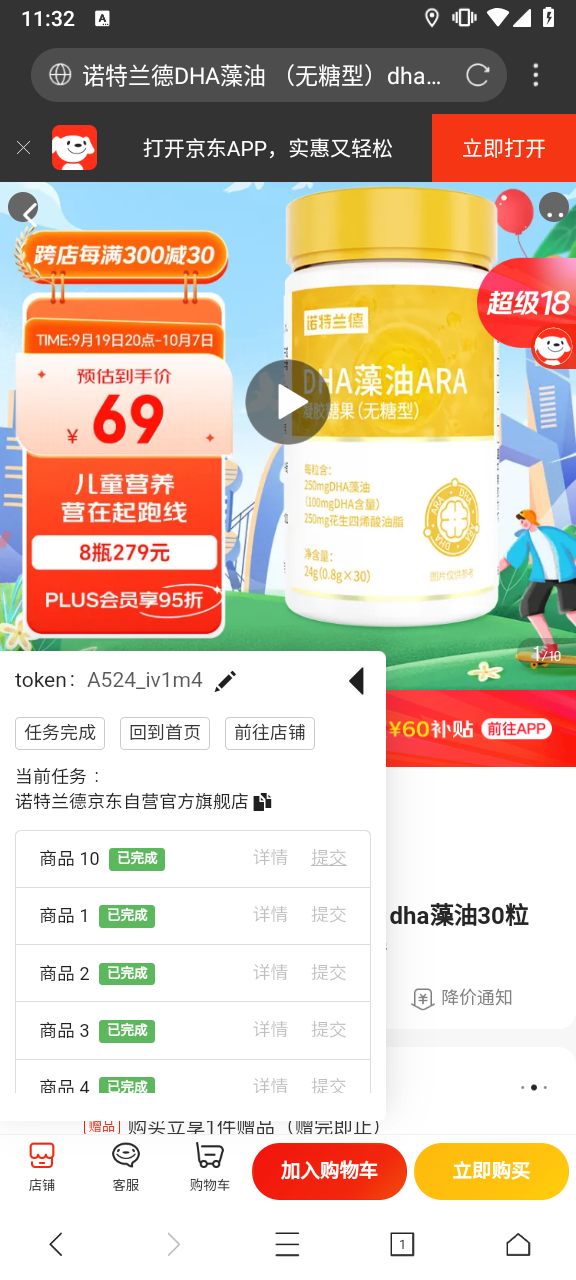 11:32
A
诺特兰德DHA藻油 （无糖型）dha...
打开京东APP，实惠又轻松
立即打开
跨店每满300减30
TIME:9月19日20点-10月7日
预估到手价
¥ 69
儿童营养
营在起跑线
8瓶279元
PLUS会员享95折
诺特兰德
DHA藻油ARA
凝胶糖果(无糖型)
每粒含：
250mgDHA藻油
(100mgDHA含量)
250mg花生四烯酸油脂
净含量：
24g(0.8g×30)
图片仅供参考
超级18
1/10
¥60补贴 前往APP
token： A524_iv1m4
任务完成 回到首页 前往店铺
当前任务：
诺特兰德京东自营官方旗舰店
商品 10 已完成 详情 提交
商品 1 已完成 详情 提交
商品 2 已完成 详情 提交
商品 3 已完成 详情 提交
商品 4 已完成 详情 提交
dha藻油30粒
降价通知
赠品 购买立享1件赠品（赠完即止）
店铺 客服 购物车 加入购物车 立即购买
1